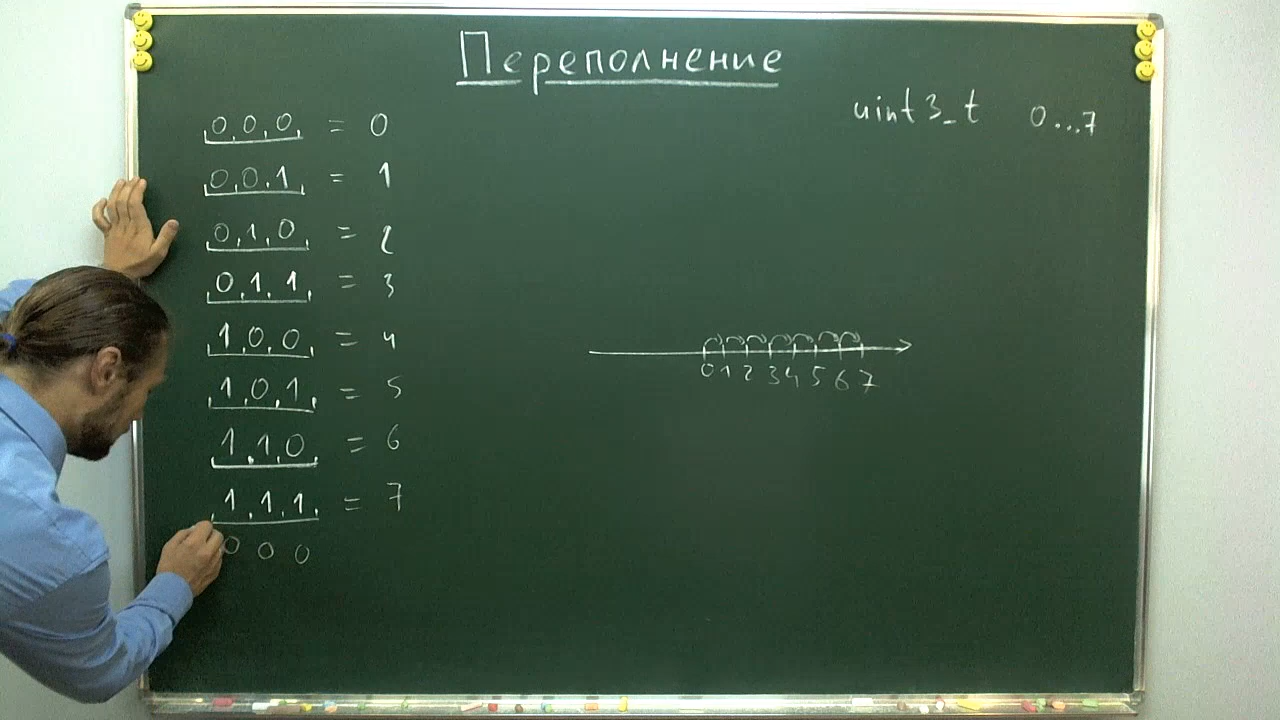 Переполнение
uint3_t 0...7
0 0 0 = 0
0 0 1 = 1
0 1 0 = 2
0 1 1 = 3
1 0 0 = 4
1 0 1 = 5
1 1 0 = 6
1 1 1 = 7
0 0 0
0 1 2 3 4 5 6 7